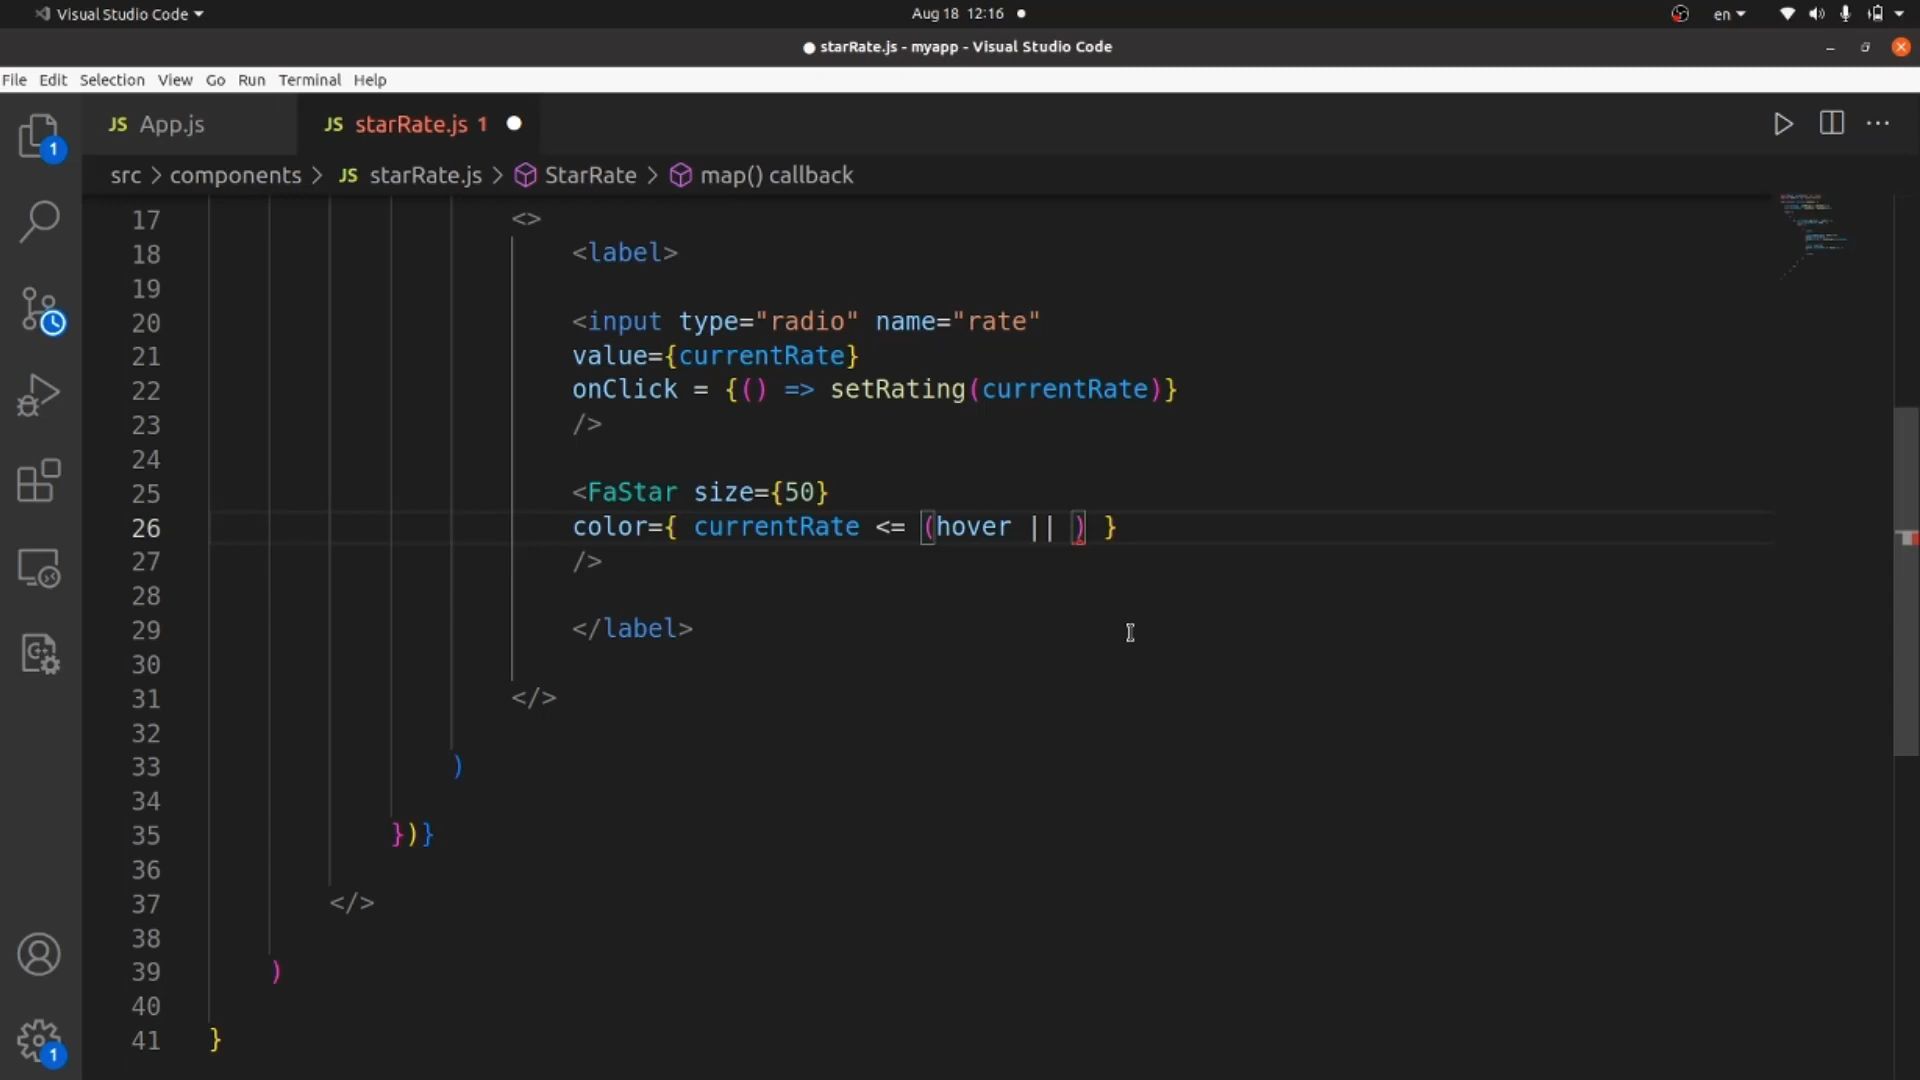 Visual Studio Code
Aug 18 12:16
en
starRate.js - myapp - Visual Studio Code
File Edit Selection View Go Run Terminal Help
JS App.js
JS starRate.js 1
src > components > JS starRate.js > StarRate > map() callback
17 <>
18 <label>
19
20 <input type="radio" name="rate"
21 value={currentRate}
22 onClick = {() => setRating(currentRate)}
23 />
24
25 <FaStar size={50}
26 color={ currentRate <= (hover || ) }
27 />
28
29 </label>
30
31 </>
32
33 )
34
35 })}
36
37 </>
38
39 )
40
41 }
1
1